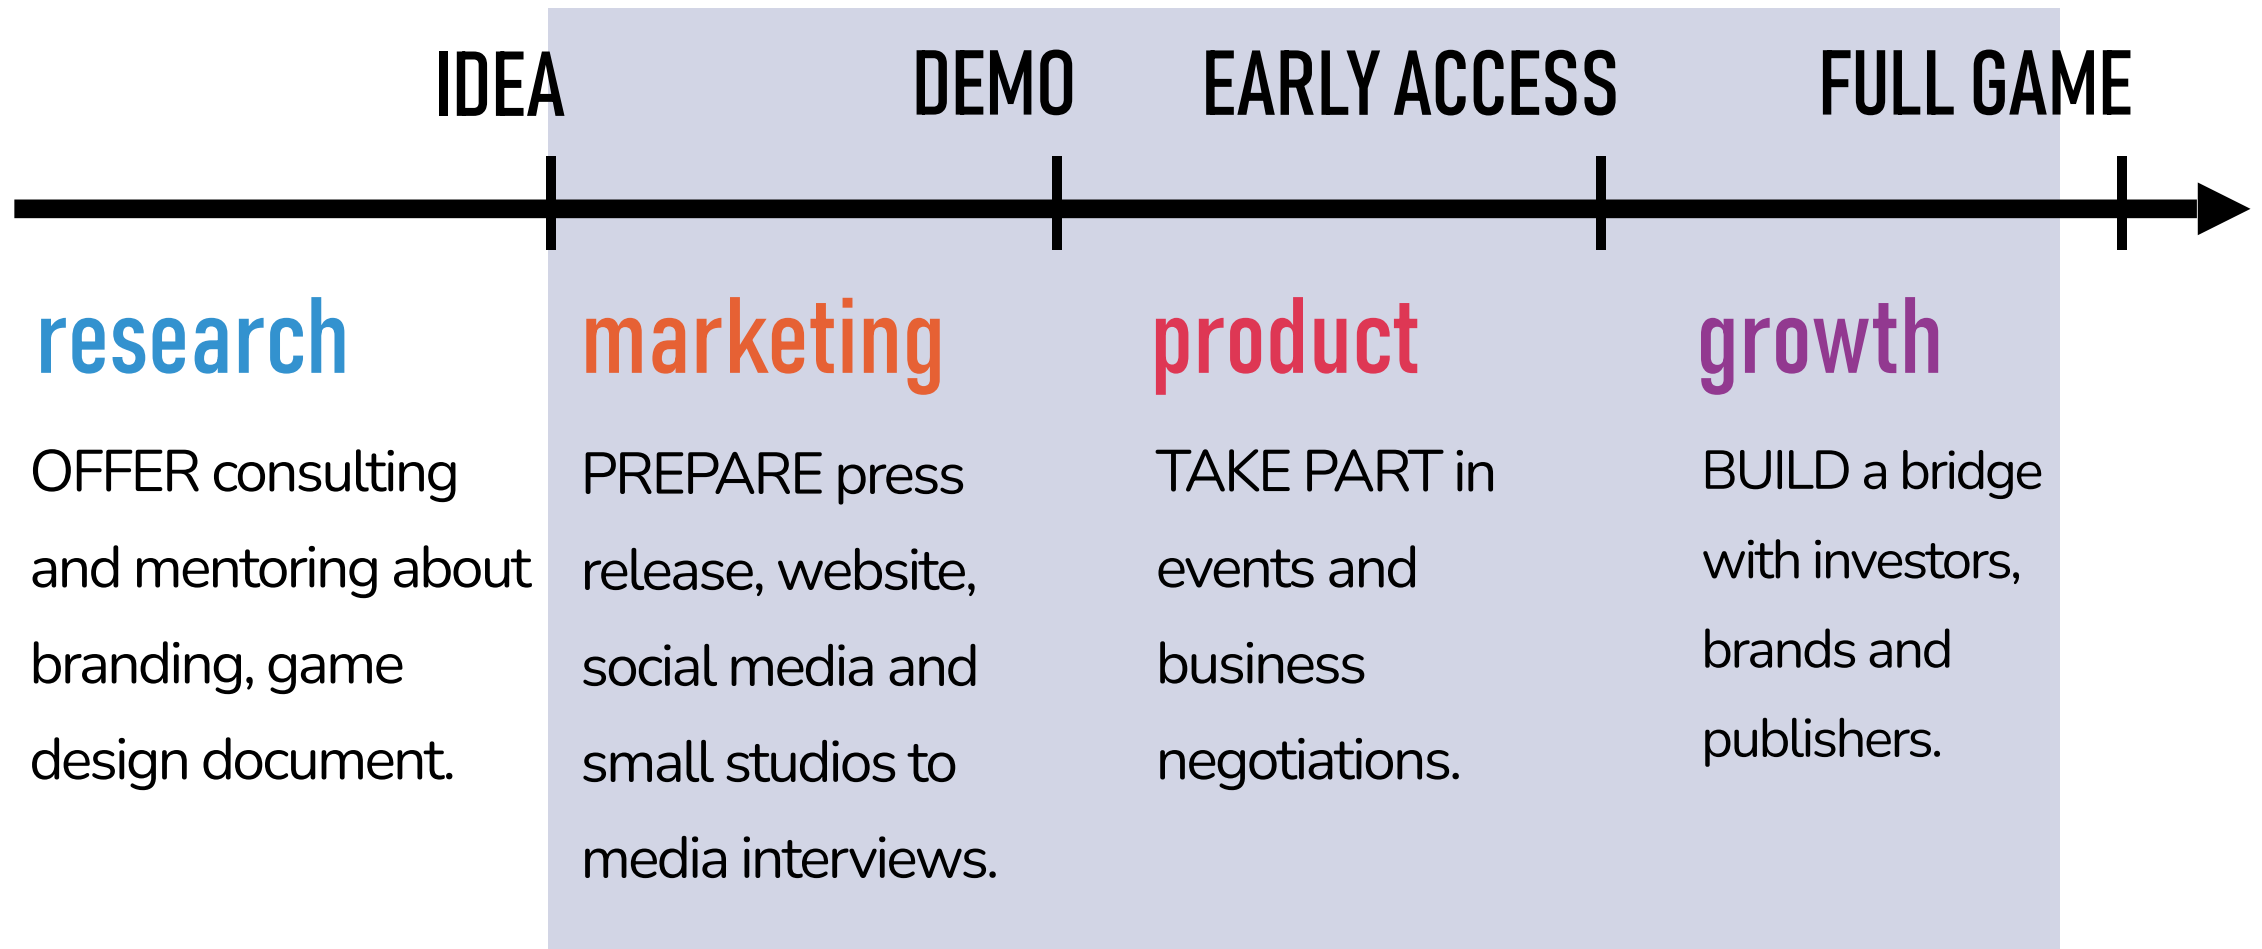 IDEA
DEMO
EARLY ACCESS
FULL GAME
research
OFFER consulting
and mentoring about
branding, game
design document.
marketing
PREPARE press
release, website,
social media and
small studios to
media interviews.
product
TAKE PART in
events and
business
negotiations.
growth
BUILD a bridge
with investors,
brands and
publishers.